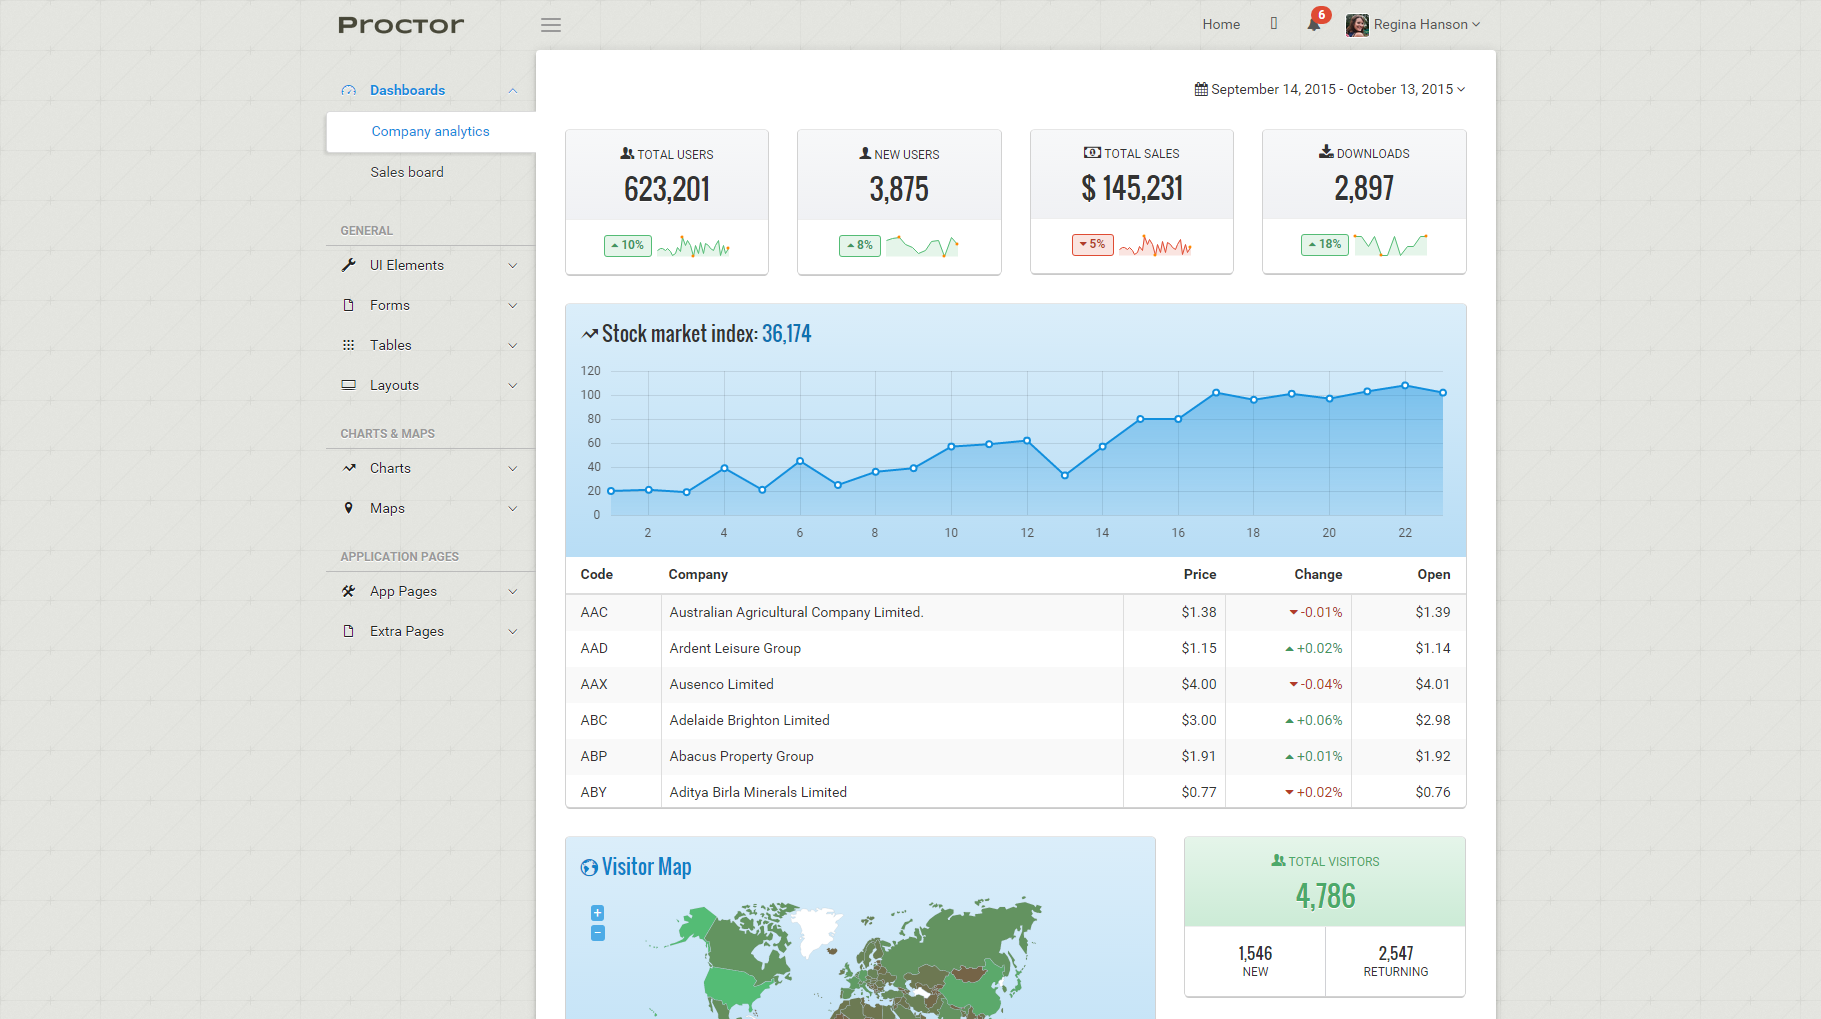 Proctor
Home
6
Regina Hanson
Dashboards
Company analytics
Sales board
GENERAL
UI Elements
Forms
Tables
Layouts
CHARTS & MAPS
Charts
Maps
APPLICATION PAGES
App Pages
Extra Pages
September 14, 2015 - October 13, 2015
TOTAL USERS
623,201
10%
NEW USERS
3,875
8%
TOTAL SALES
$ 145,231
5%
DOWNLOADS
2,897
18%
Stock market index: 36,174
120
100
80
60
40
20
0
2 4 6 8 10 12 14 16 18 20 22
Code Company Price Change Open
AAC Australian Agricultural Company Limited. $1.38 -0.01% $1.39
AAD Ardent Leisure Group $1.15 +0.02% $1.14
AAX Ausenco Limited $4.00 -0.04% $4.01
ABC Adelaide Brighton Limited $3.00 +0.06% $2.98
ABP Abacus Property Group $1.91 +0.01% $1.92
ABY Aditya Birla Minerals Limited $0.77 +0.02% $0.76
Visitor Map
+
−
TOTAL VISITORS
4,786
1,546
NEW
2,547
RETURNING